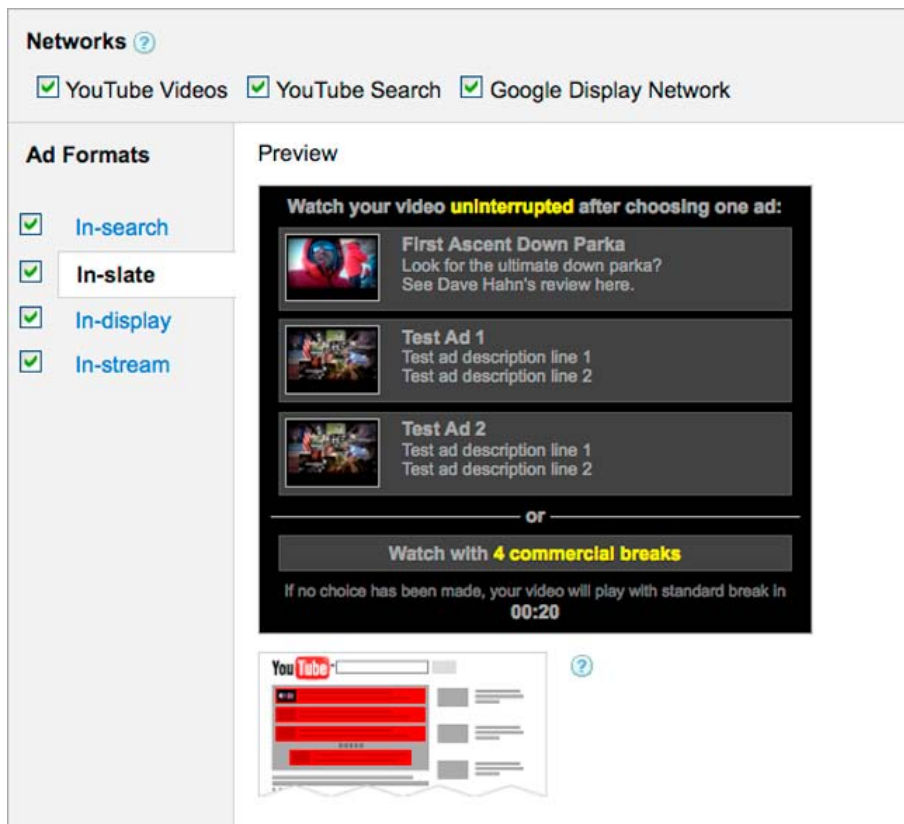 Networks ?
YouTube Videos YouTube Search Google Display Network
Ad Formats
In-search
In-slate
In-display
In-stream
Preview
Watch your video uninterrupted after choosing one ad:
First Ascent Down Parka
Look for the ultimate down parka?
See Dave Hahn's review here.
Test Ad 1
Test ad description line 1
Test ad description line 2
Test Ad 2
Test ad description line 1
Test ad description line 2
or
Watch with 4 commercial breaks
If no choice has been made, your video will play with standard break in
00:20
YouTube
?